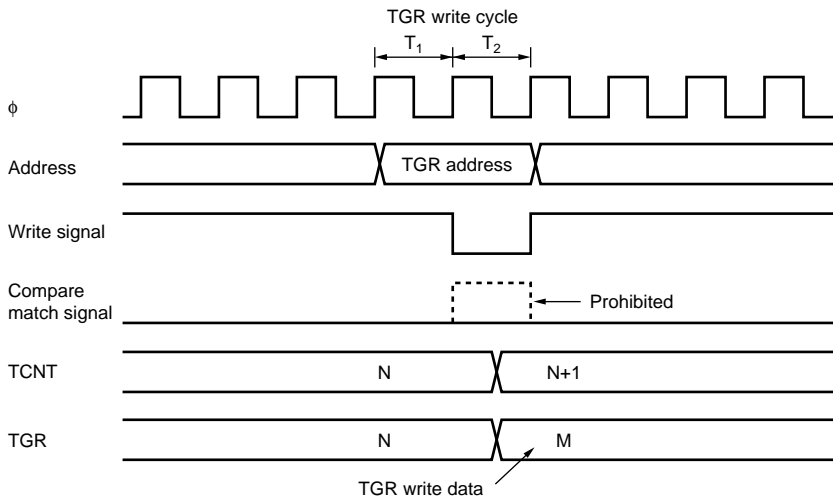 TGR write cycle
T1 T2
ϕ
Address
TGR address
Write signal
Compare
match signal
Prohibited
TCNT
N
N+1
TGR
N
M
TGR write data